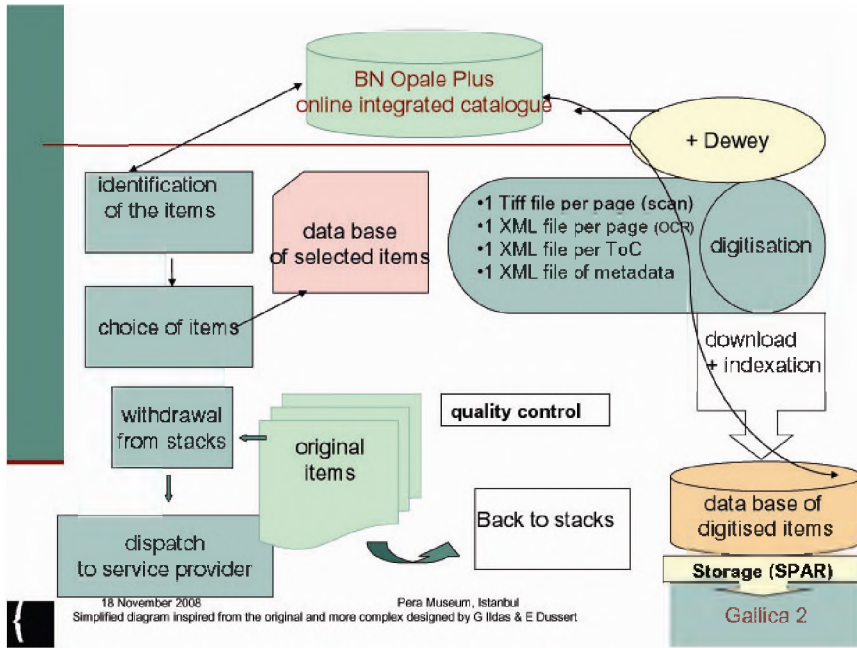 BN Opale Plus
online integrated catalogue
+ Dewey
identification
of the items
data base
of selected items
•1 Tiff file per page (scan)
•1 XML file per page (OCR)
•1 XML file per ToC
•1 XML file of metadata
digitisation
choice of items
download
+ indexation
withdrawal
from stacks
original
items
quality control
dispatch
to service provider
Back to stacks
data base of
digitised items
Storage (SPAR)
Gallica 2
18 November 2008
Pera Museum, Istanbul
Simplified diagram inspired from the original and more complex designed by G Ildas & E Dussert